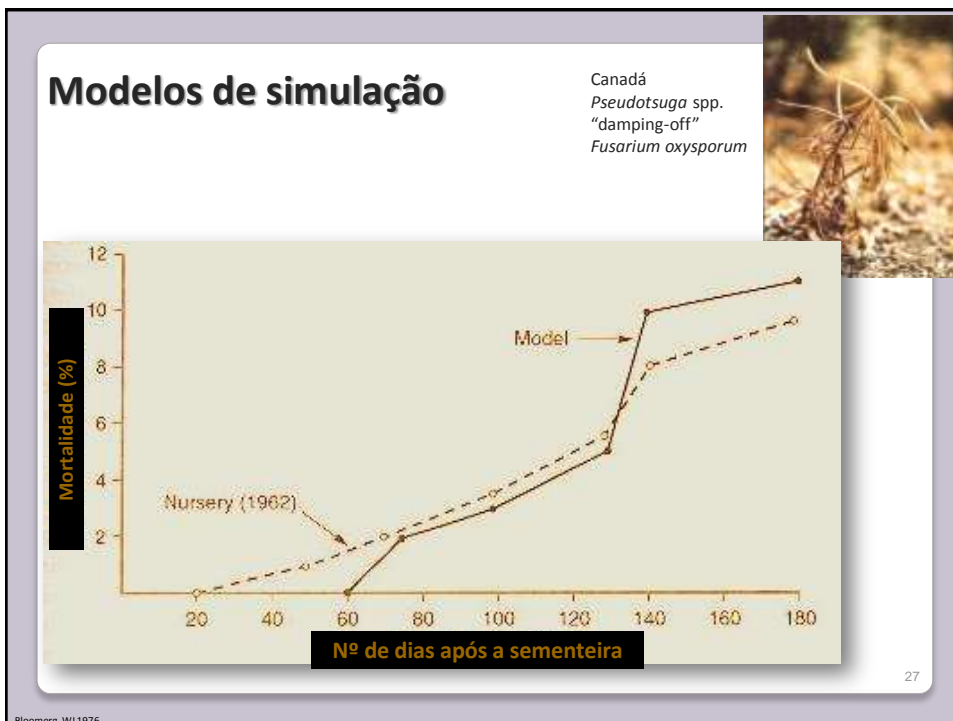 Modelos de simulação
Canadá
Pseudotsuga spp.
“damping-off”
Fusarium oxysporum
12
10
8
6
4
2
Mortalidade (%)
Model
Nursery (1962)
20 40 60 80 100 120 140 160 180
Nº de dias após a sementeira
27